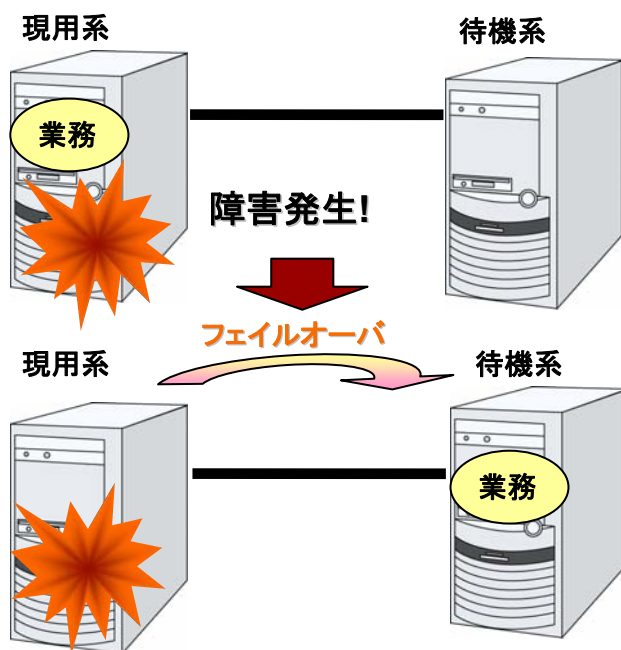 現用系
待機系
業務
障害発生!
フェイルオーバ
現用系
待機系
業務